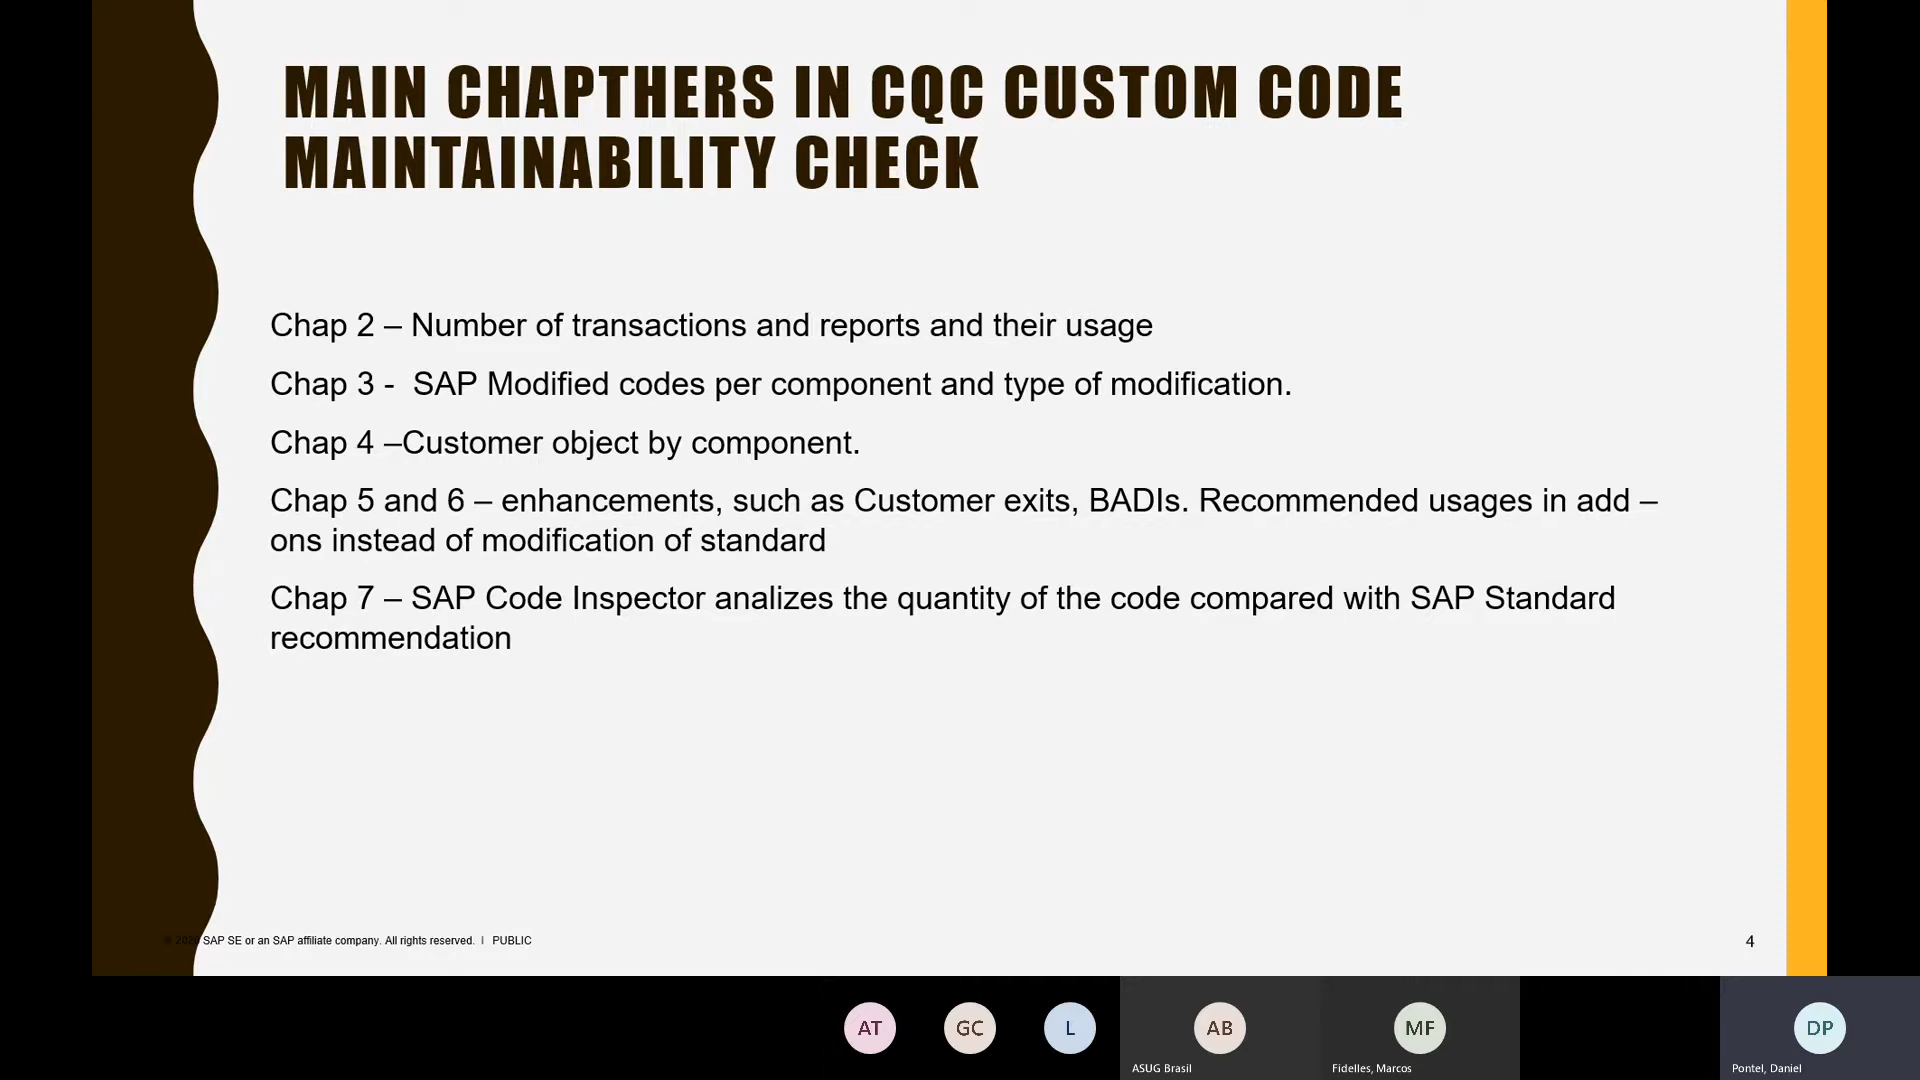 MAIN CHAPTHERS IN CQC CUSTOM CODE
MAINTAINABILITY CHECK
Chap 2 – Number of transactions and reports and their usage
Chap 3 -  SAP Modified codes per component and type of modification.
Chap 4 –Customer object by component.
Chap 5 and 6 – enhancements, such as Customer exits, BADIs. Recommended usages in add –
ons instead of modification of standard
Chap 7 – SAP Code Inspector analizes the quantity of the code compared with SAP Standard
recommendation
© SAP SE or an SAP affiliate company. All rights reserved. ǀ PUBLIC
4
AT
GC
L
AB
MF
DP
ASUG Brasil
Fidelles, Marcos
Pontel, Daniel